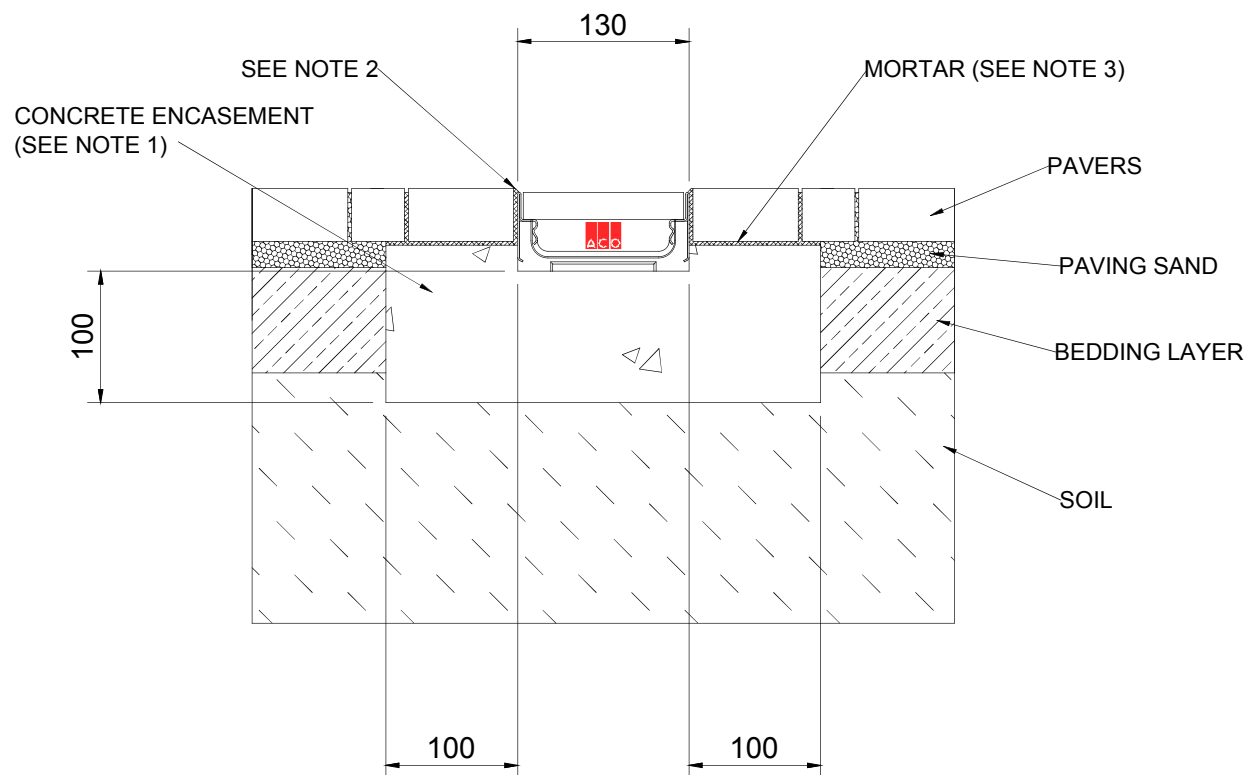 130
SEE NOTE 2
MORTAR (SEE NOTE 3)
CONCRETE ENCASEMENT
(SEE NOTE 1)
PAVERS
ACO
PAVING SAND
100
BEDDING LAYER
SOIL
100
100